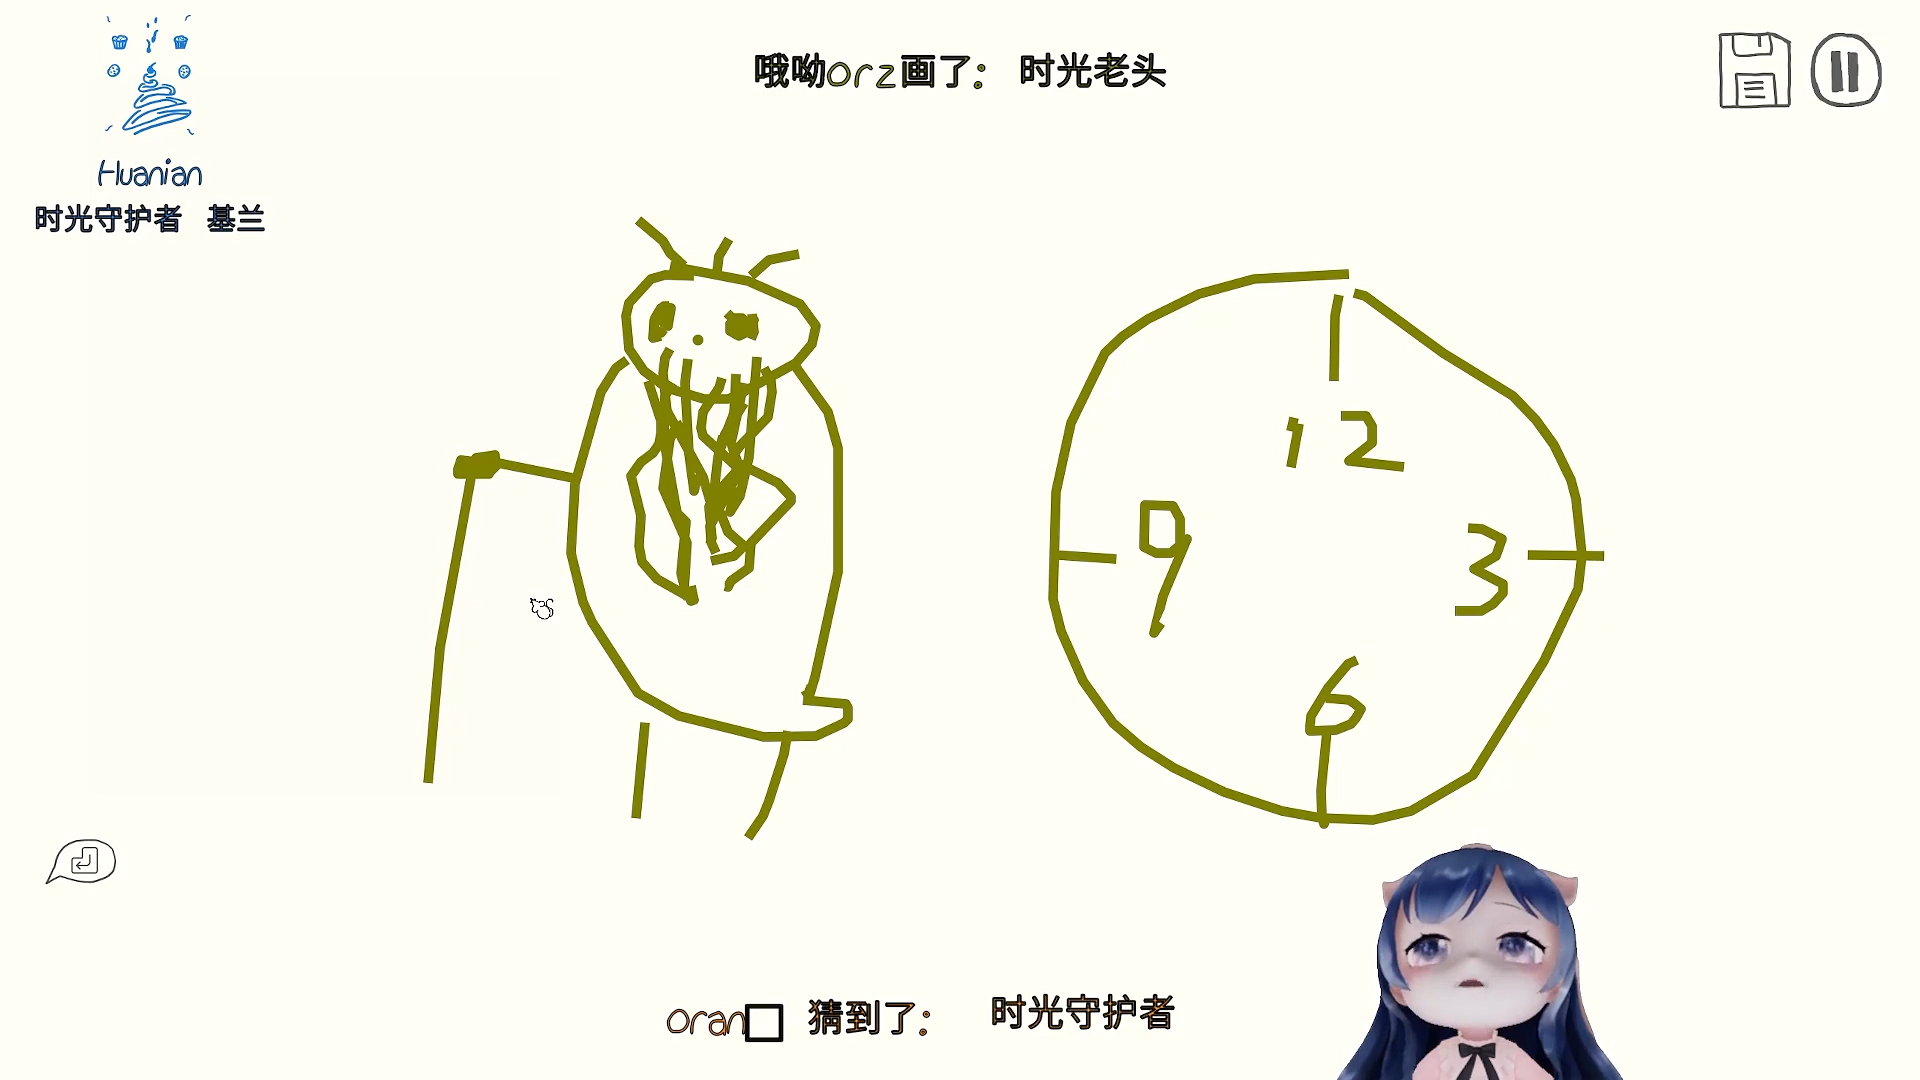 哦呦orz画了: 时光老头
Huanian
时光守护者 基兰
12
9
3
6
oran□ 猜到了: 时光守护者